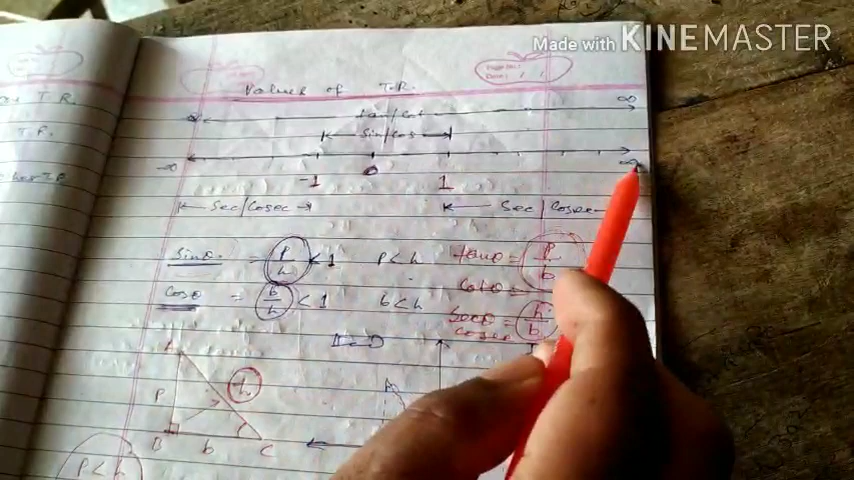 Made with KINEMASTER
Values of T.R.
T.R.
∞
tan/cot
T.R.
Sin/cos
-∞ ∞
-1 0 1
Sec/Cosec Sec/Cosec
Sinθ = P/h < 1 P < h tanθ = P/b
cotθ =
Cosθ = b/h < 1 b < h Secθ = h/b
Cosec
A
P h
B b C
P < h